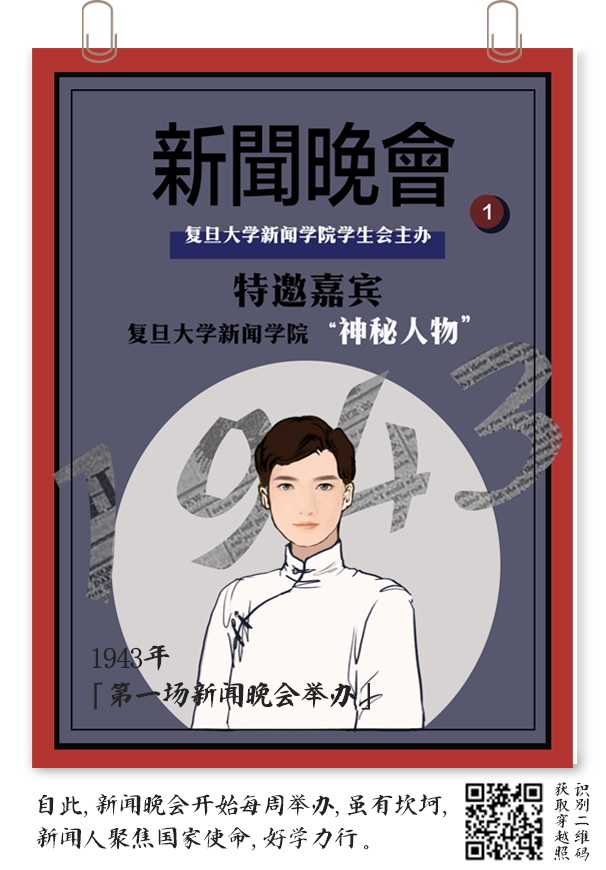 新聞晚會
1
复旦大学新闻学院学生会主办
特邀嘉宾
复旦大学新闻学院 “神秘人物”
1943
1943年
「第一场新闻晚会举办」
自此,新闻晚会开始每周举办,虽有坎坷,
新闻人聚焦国家使命,好学力行。
识别二维码
获取穿越照